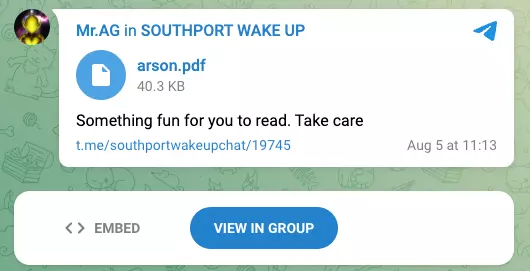 Mr.AG in SOUTHPORT WAKE UP
arson.pdf
40.3 KB
Something fun for you to read. Take care
t.me/southportwakeupchat/19745 Aug 5 at 11:13
<> EMBED VIEW IN GROUP